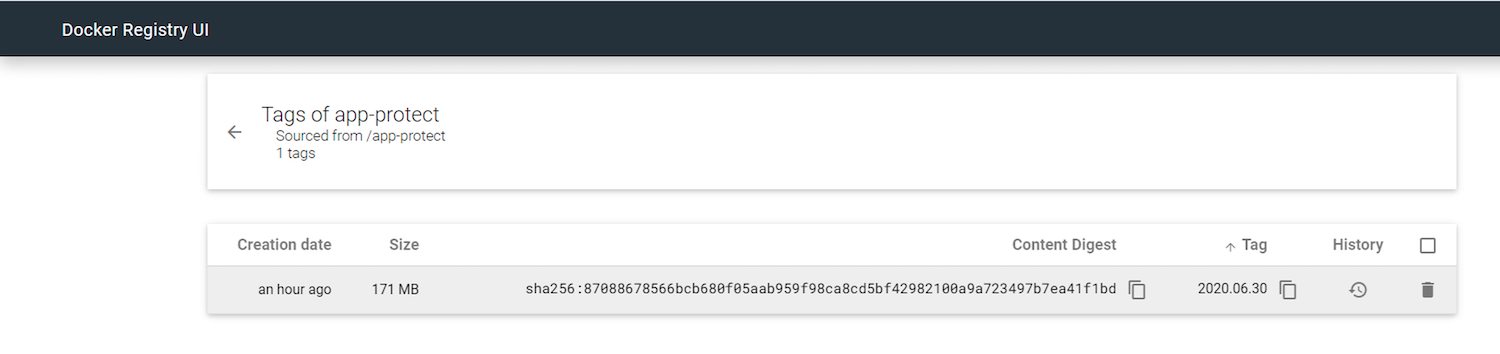 Docker Registry UI
Tags of app-protect
Sourced from /app-protect
1 tags
Creation date Size Content Digest Tag History
an hour ago 171 MB sha256:87088678566bcb680f05aab959f98ca8cd5bf42982100a9a723497b7ea41f1bd 2020.06.30